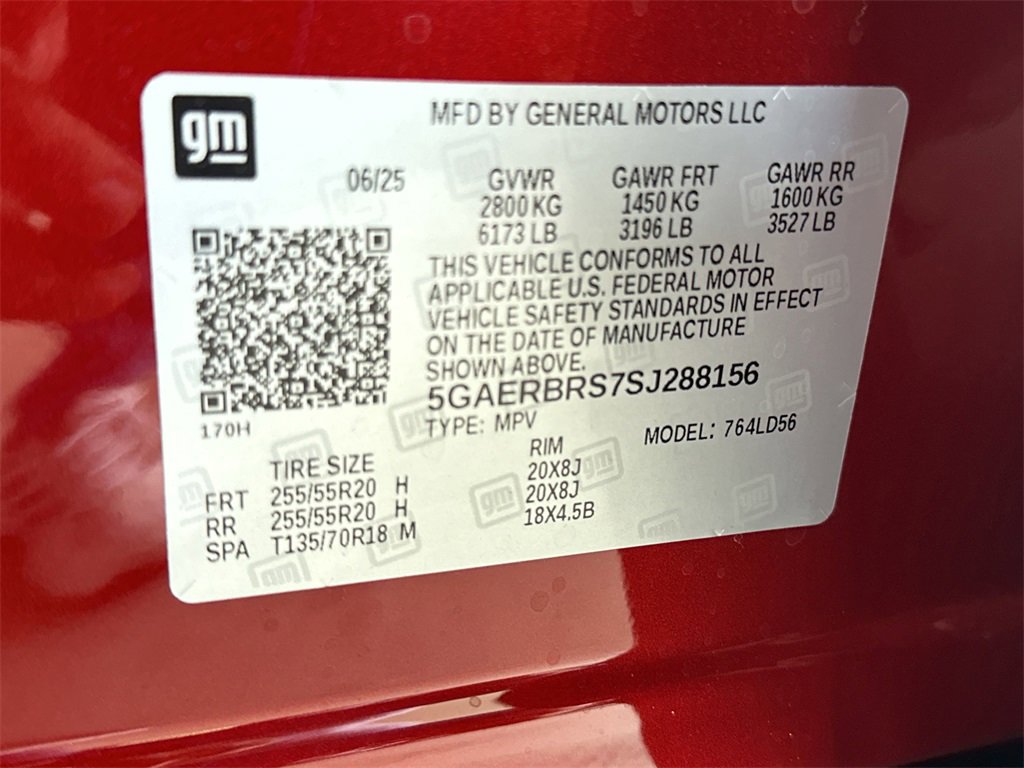 gm
MFD BY GENERAL MOTORS LLC
06/25 GVWR GAWR FRT GAWR RR
2800 KG 1450 KG 1600 KG
6173 LB 3196 LB 3527 LB
THIS VEHICLE CONFORMS TO ALL
APPLICABLE U.S. FEDERAL MOTOR
VEHICLE SAFETY STANDARDS IN EFFECT
ON THE DATE OF MANUFACTURE
SHOWN ABOVE.
5GAERBRS7SJ288156
170H
TYPE: MPV MODEL: 764LD56
TIRE SIZE RIM
FRT 255/55R20 H 20X8J
RR 255/55R20 H 20X8J
SPA T135/70R18 M 18X4.5B